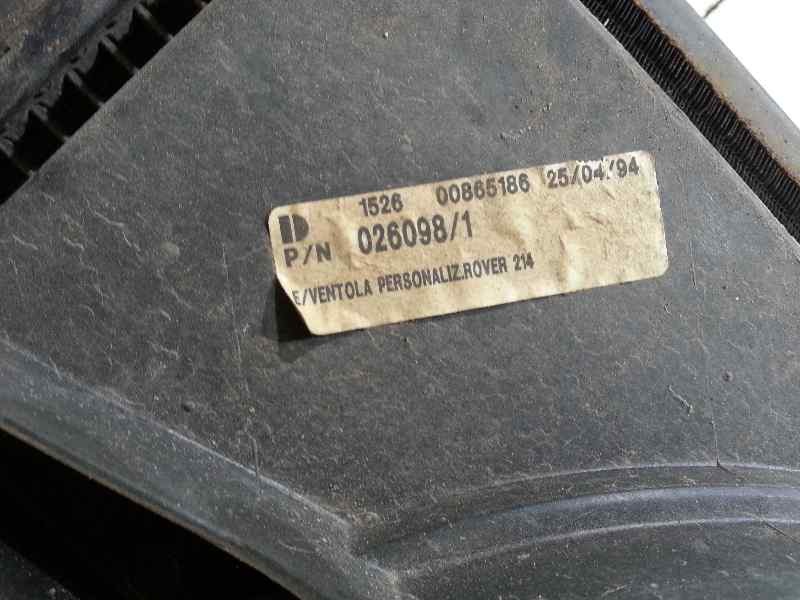 1526 00865186 25/04/94
P/N 026098/1
E/VENTOLA PERSONALIZ.ROVER 214